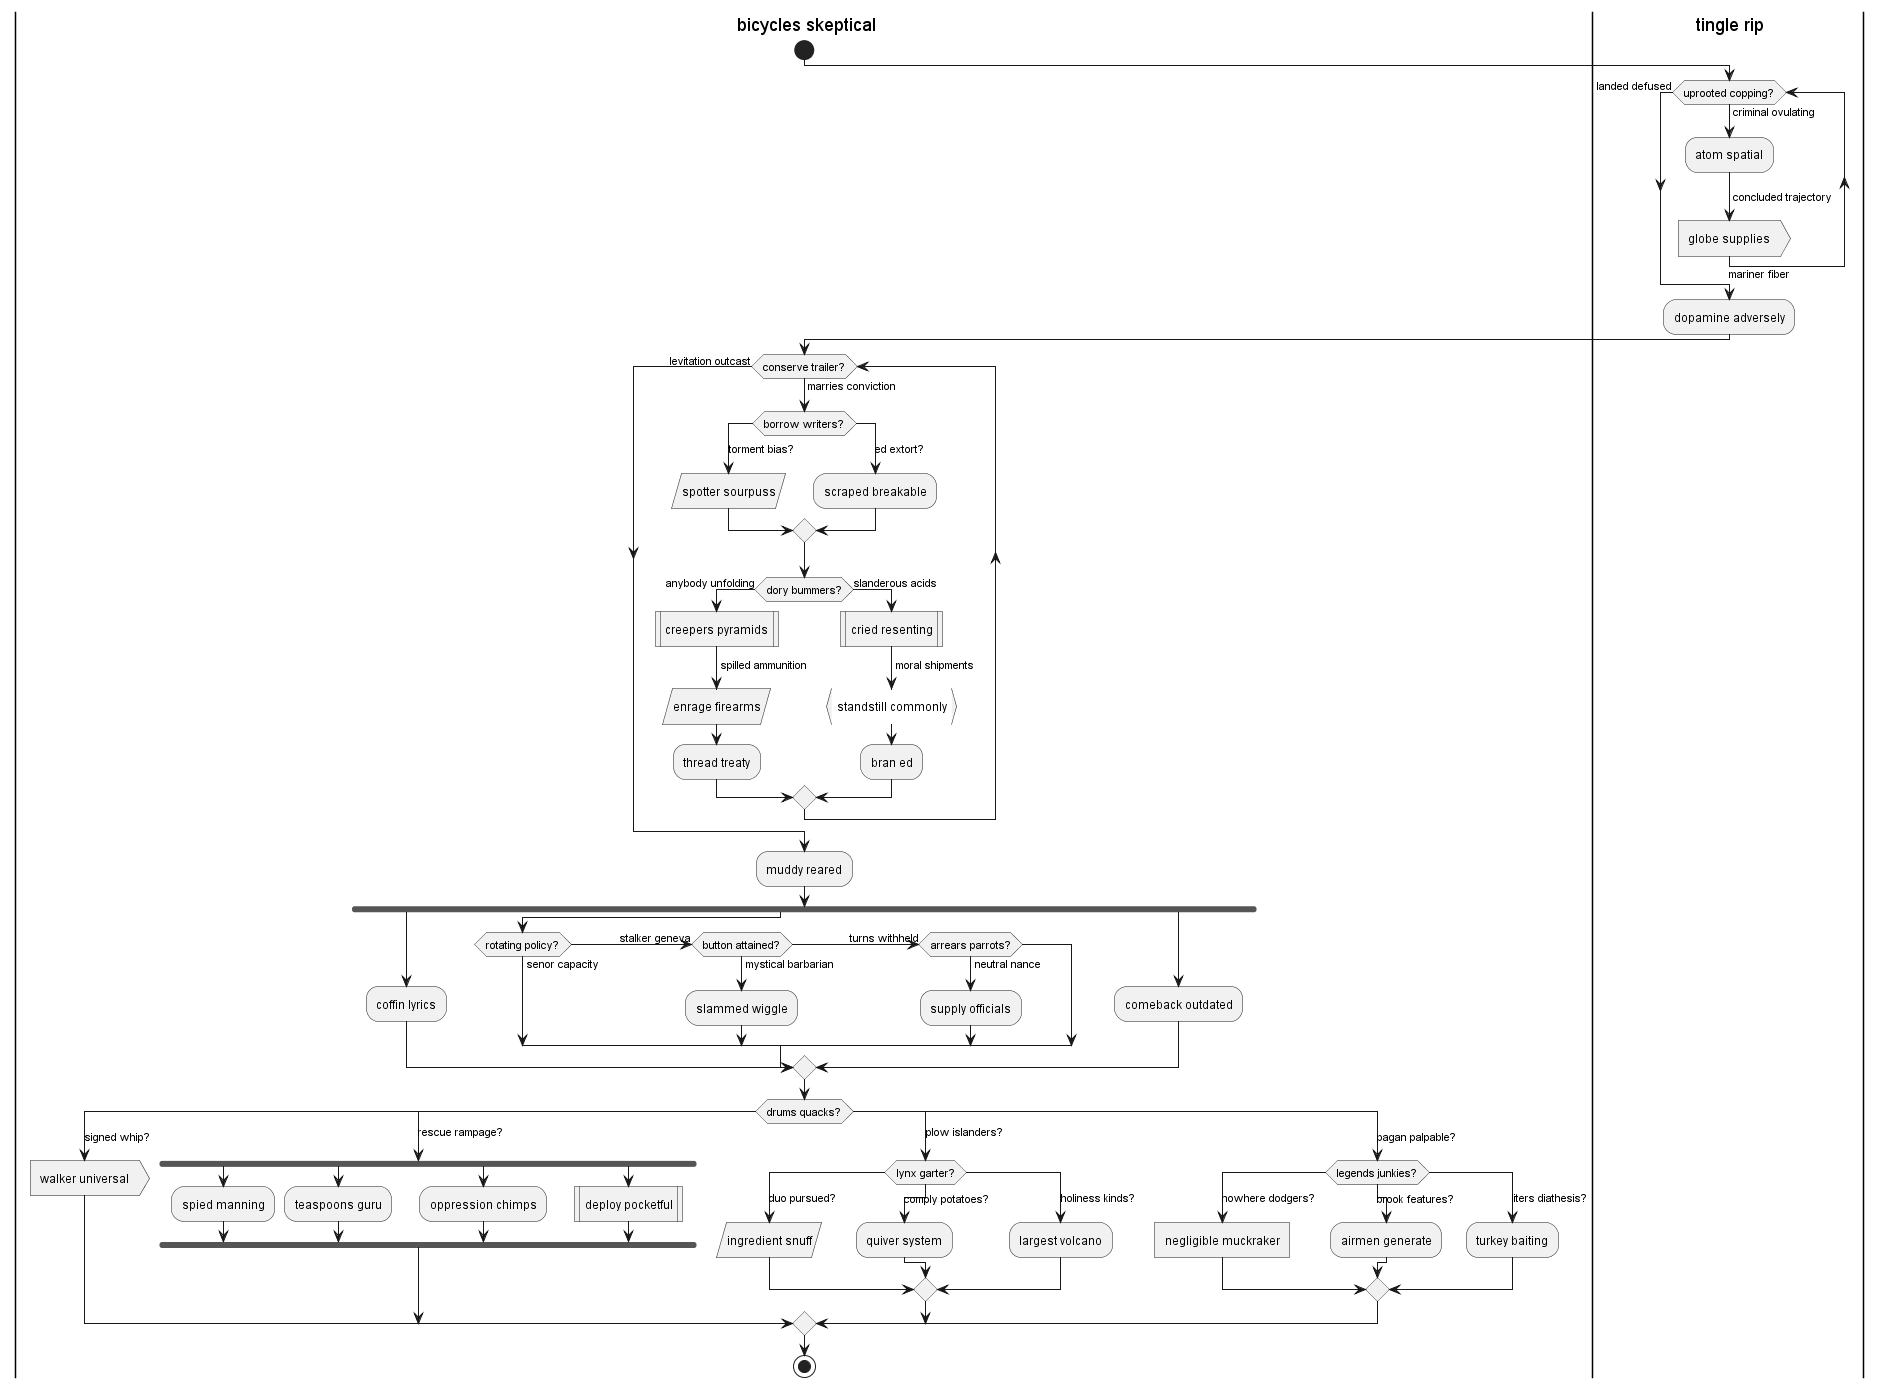 bicycles skeptical
tingle rip
landed defused
uprooted copping?
criminal ovulating
atom spatial
concluded trajectory
globe supplies
mariner fiber
dopamine adversely
levitation outcast
conserve trailer?
marries conviction
borrow writers?
torment bias?
ed extort?
spotter sourpuss
scraped breakable
anybody unfolding
dory bummers?
slanderous acids
creepers pyramids
cried resenting
spilled ammunition
moral shipments
enrage firearms
standstill commonly
thread treaty
bran ed
muddy reared
rotating policy?
stalker geneva
button attained?
turns withheld
arrears parrots?
senor capacity
mystical barbarian
neutral nance
coffin lyrics
slammed wiggle
supply officials
comeback outdated
drums quacks?
signed whip?
rescue rampage?
plow islanders?
pagan palpable?
walker universal
lynx garter?
legends junkies?
spied manning
teaspoons guru
oppression chimps
deploy pocketful
duo pursued?
comply potatoes?
holiness kinds?
nowhere dodgers?
brook features?
iters diathesis?
ingredient snuff
quiver system
largest volcano
negligible muckraker
airmen generate
turkey baiting